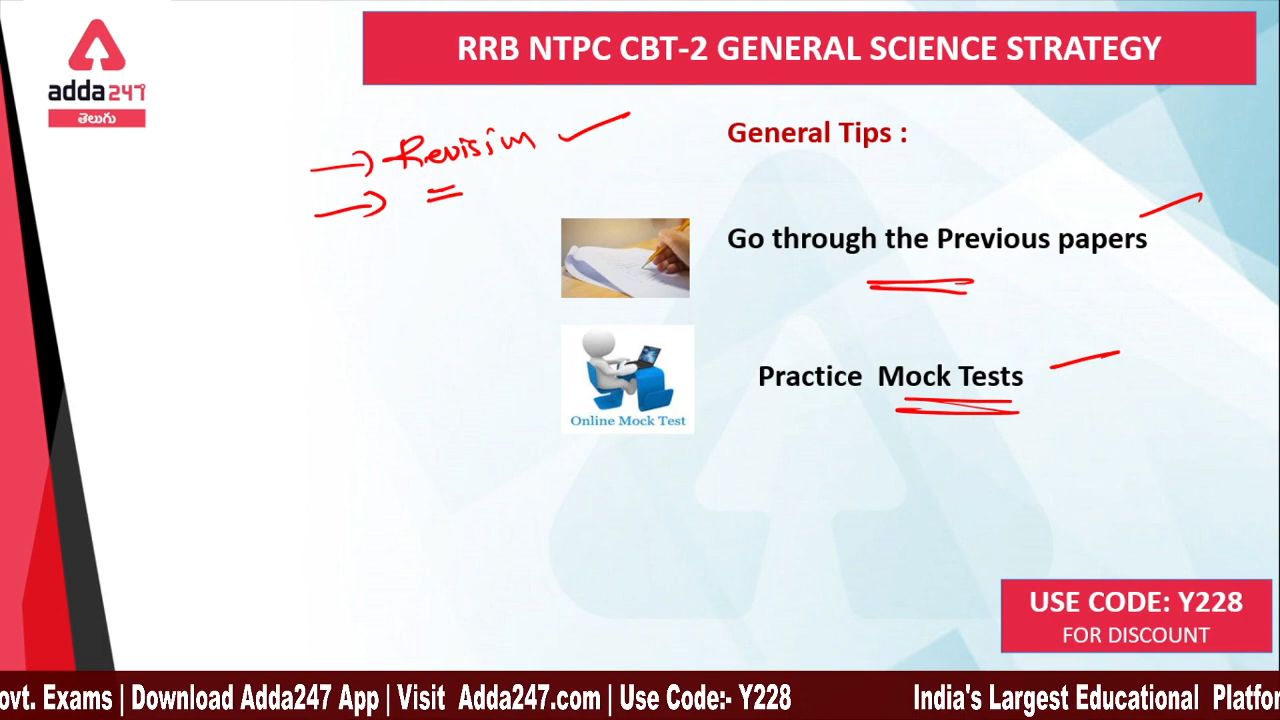 RRB NTPC CBT-2 GENERAL SCIENCE STRATEGY
adda247
తెలుగు
Revision
General Tips :
Go through the Previous papers
Online Mock Test
Practice Mock Tests
USE CODE: Y228
FOR DISCOUNT
ovt. Exams | Download Adda247 App | Visit Adda247.com | Use Code:- Y228 India's Largest Educational Platfor